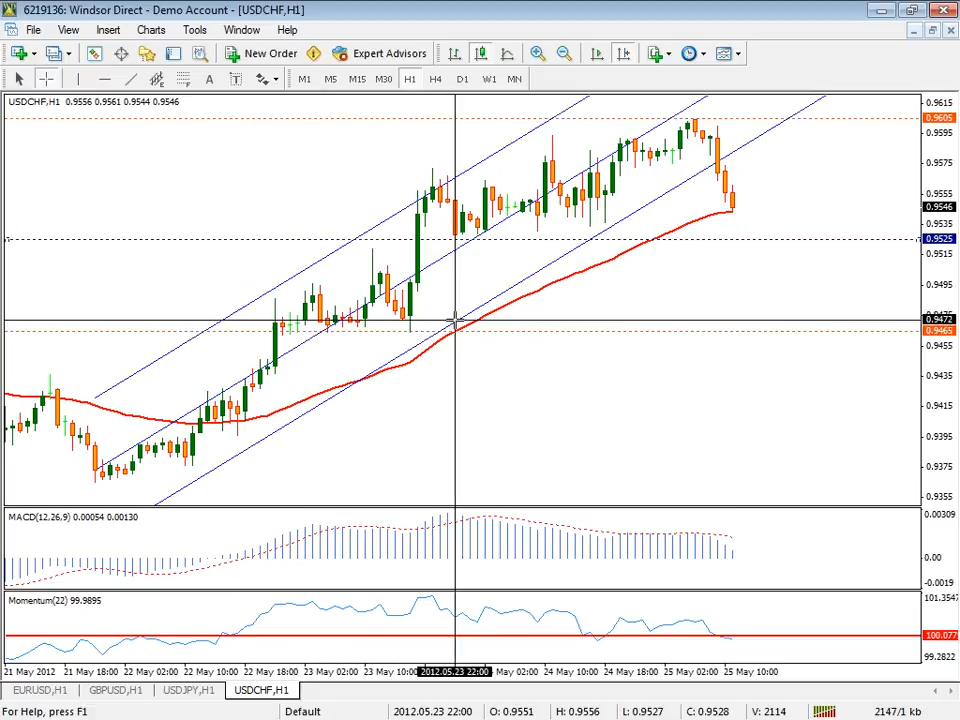 6219136: Windsor Direct - Demo Account - [USDCHF,H1]
File View Insert Charts Tools Window Help
New Order Expert Advisors
A T M1 M5 M15 M30 H1 H4 D1 W1 MN
USDCHF,H1 0.9556 0.9561 0.9544 0.9546
0.9615
0.9605
0.9595
0.9575
0.9555
0.9546
0.9535
0.9525
0.9515
0.9495
0.9472
0.9465
0.9455
0.9435
0.9415
0.9395
0.9375
0.9355
MACD(12,26,9) 0.00054 0.00130
0.00309
0.00
-0.0019
Momentum(22) 99.9895
101.3547
100.077
99.2822
21 May 2012 21 May 18:00 22 May 02:00 22 May 10:00 22 May 18:00 23 May 02:00 23 May 10:00 2012.05.23 22:00 May 02:00 24 May 10:00 24 May 18:00 25 May 02:00 25 May 10:00
EURUSD,H1 GBPUSD,H1 USDJPY,H1 USDCHF,H1
For Help, press F1 Default 2012.05.23 22:00 O: 0.9551 H: 0.9556 L: 0.9527 C: 0.9528 V: 2114 2147/1 kb